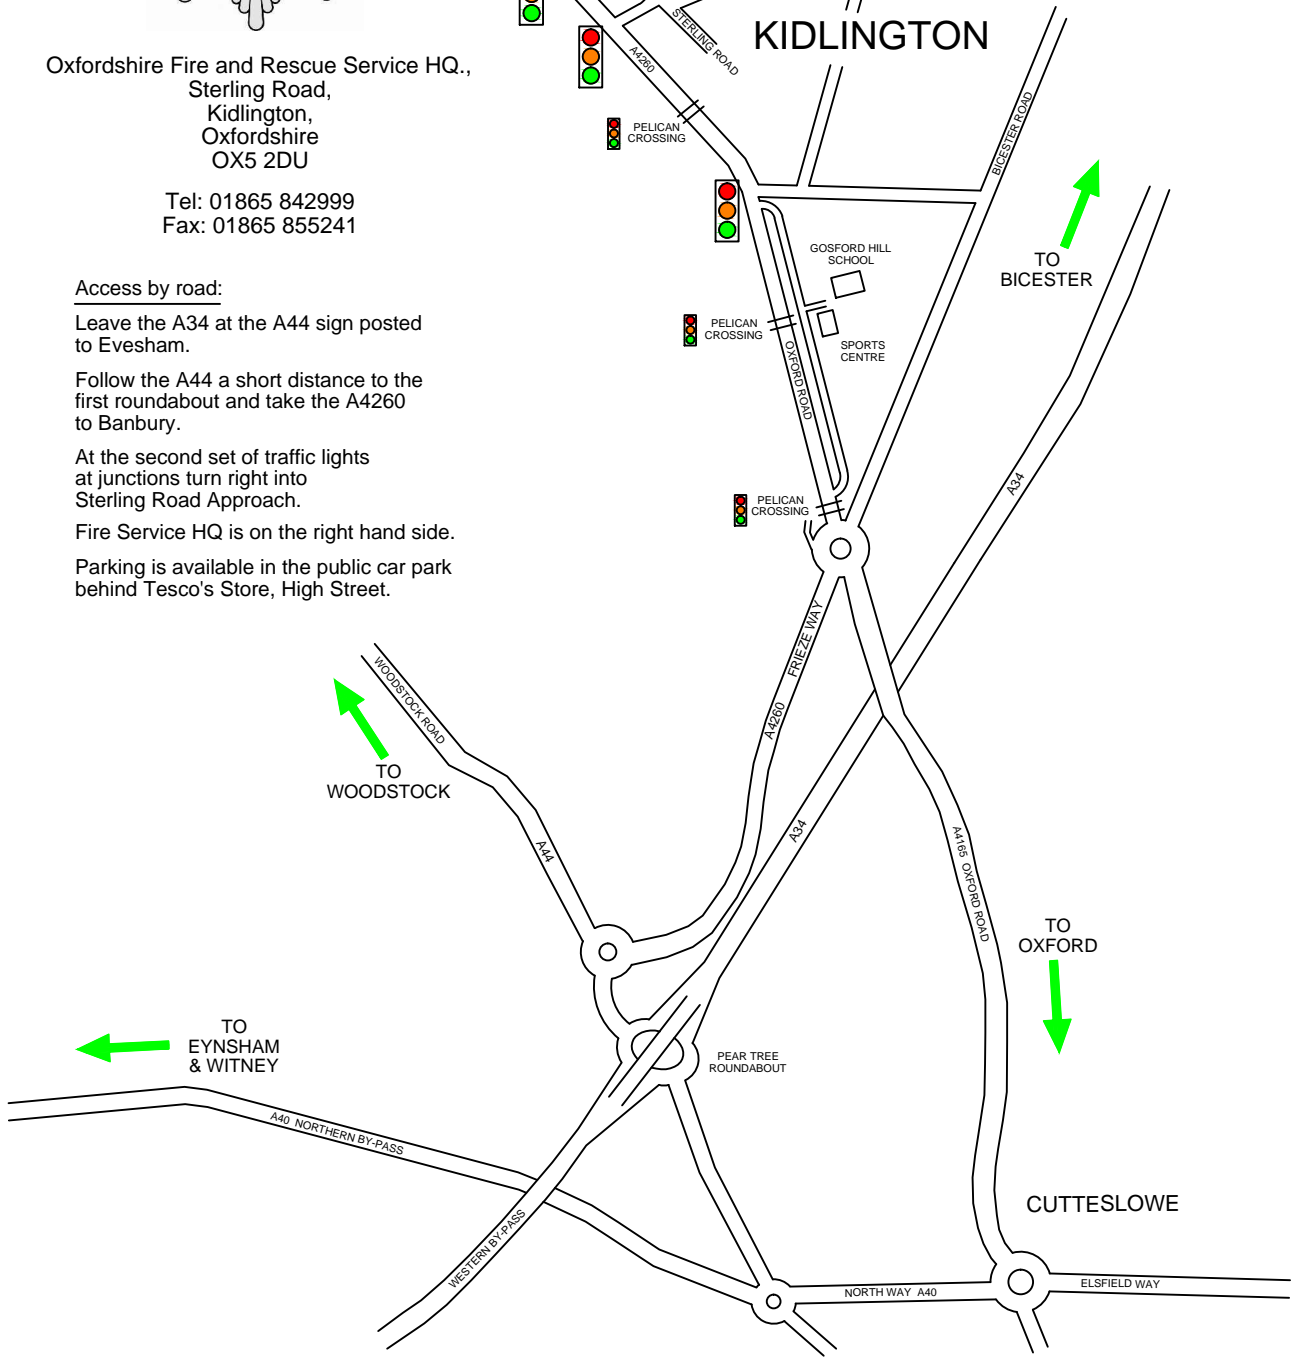 KIDLINGTON
STERLING ROAD
A4260
Oxfordshire Fire and Rescue Service HQ.,
Sterling Road,
Kidlington,
Oxfordshire
OX5 2DU
Tel: 01865 842999
Fax: 01865 855241
PELICAN
CROSSING
BICESTER ROAD
TO
BICESTER
GOSFORD HILL
SCHOOL
Access by road:
Leave the A34 at the A44 sign posted
to Evesham.
Follow the A44 a short distance to the
first roundabout and take the A4260
to Banbury.
At the second set of traffic lights
at junctions turn right into
Sterling Road Approach.
Fire Service HQ is on the right hand side.
Parking is available in the public car park
behind Tesco's Store, High Street.
PELICAN
CROSSING
SPORTS
CENTRE
OXFORD ROAD
PELICAN
CROSSING
A34
FRIEZE WAY
A4260
WOODSTOCK ROAD
TO
WOODSTOCK
A44
A34
A4165 OXFORD ROAD
TO
OXFORD
TO
EYNSHAM
& WITNEY
PEAR TREE
ROUNDABOUT
A40 NORTHERN BY-PASS
CUTTESLOWE
WESTERN BY-PASS
NORTH WAY A40
ELSFIELD WAY